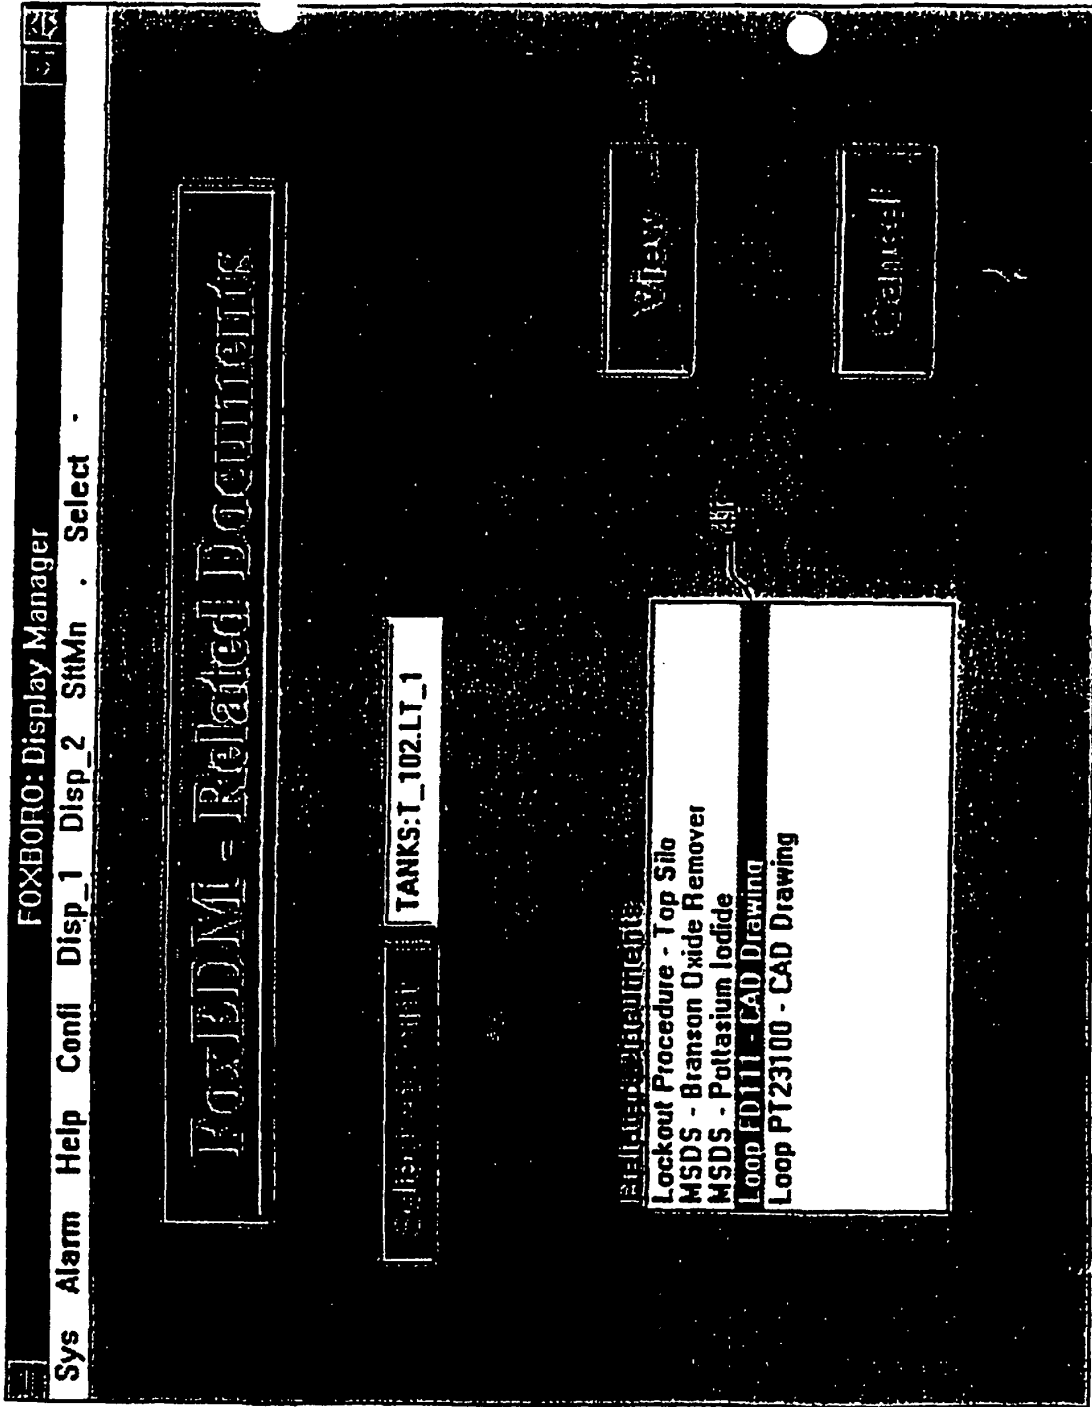 FOXBORO: Display Manager
Sys Alarm Help Confi Disp_1 Disp_2 SftMn . Select .
FoxEDM - Related Documents
TANKS:T_102.LT_1
Related Documents
Lockout Procedure - Top Silo
MSDS - Branson Oxide Remover
MSDS - Pottasium Iodide
Loop FD111 - CAD Drawing
Loop PT23100 - CAD Drawing
View
Cancel